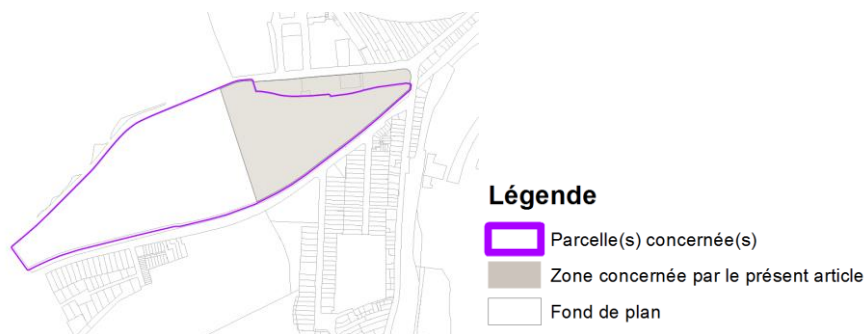 Légende
Parcelle(s) concernée(s)
Zone concernée par le présent article
Fond de plan